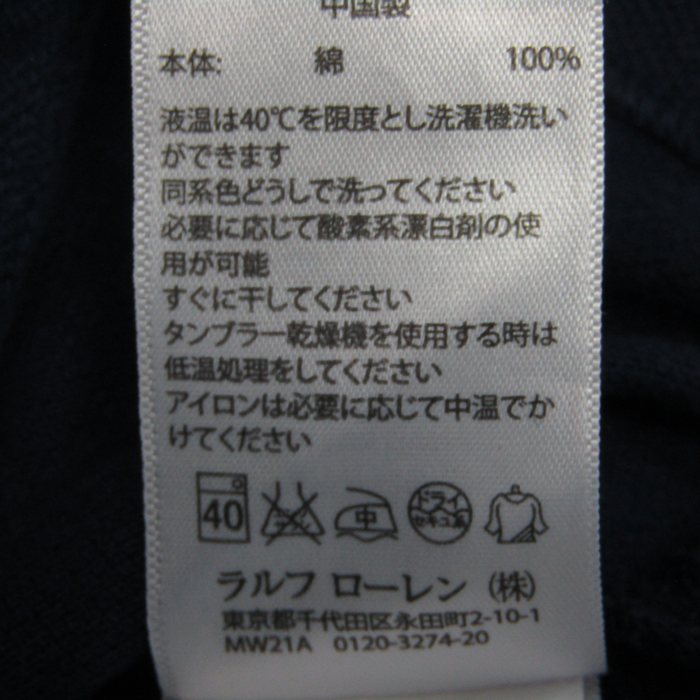 中国製
本体: 綿 100%
液温は40℃を限度とし洗濯機洗い
ができます
同系色どうしで洗ってください
必要に応じて酸素系漂白剤の使
用が可能
すぐに干してください
タンブラー乾燥機を使用する時は
低温処理をしてください
アイロンは必要に応じて中温でか
けてください
40 中 ドライ
セキユ系
ラルフ ローレン (株)
東京都千代田区永田町2-10-1
MW21A 0120-3274-20